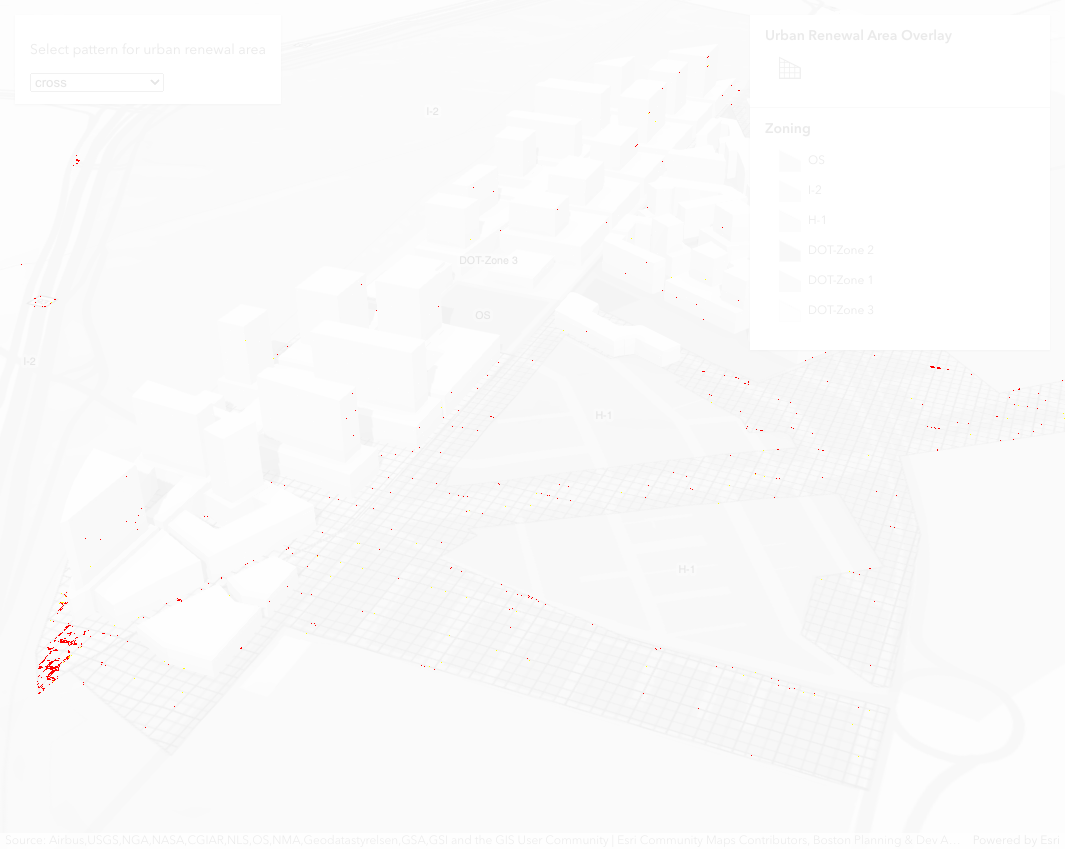 Select pattern for urban renewal area
cross
Urban Renewal Area Overlay
Zoning
OS
I-2
H-1
DOT-Zone 2
DOT-Zone 1
DOT-Zone 3
I-2
DOT-Zone 3
OS
I-2
H-1
H-1
Source: Airbus,USGS,NGA,NASA,CGIAR,NLS,OS,NMA,Geodatastyrelsen,GSA,GSI and the GIS User Community | Esri Community Maps Contributors, Boston Planning & Dev A... Powered by Esri